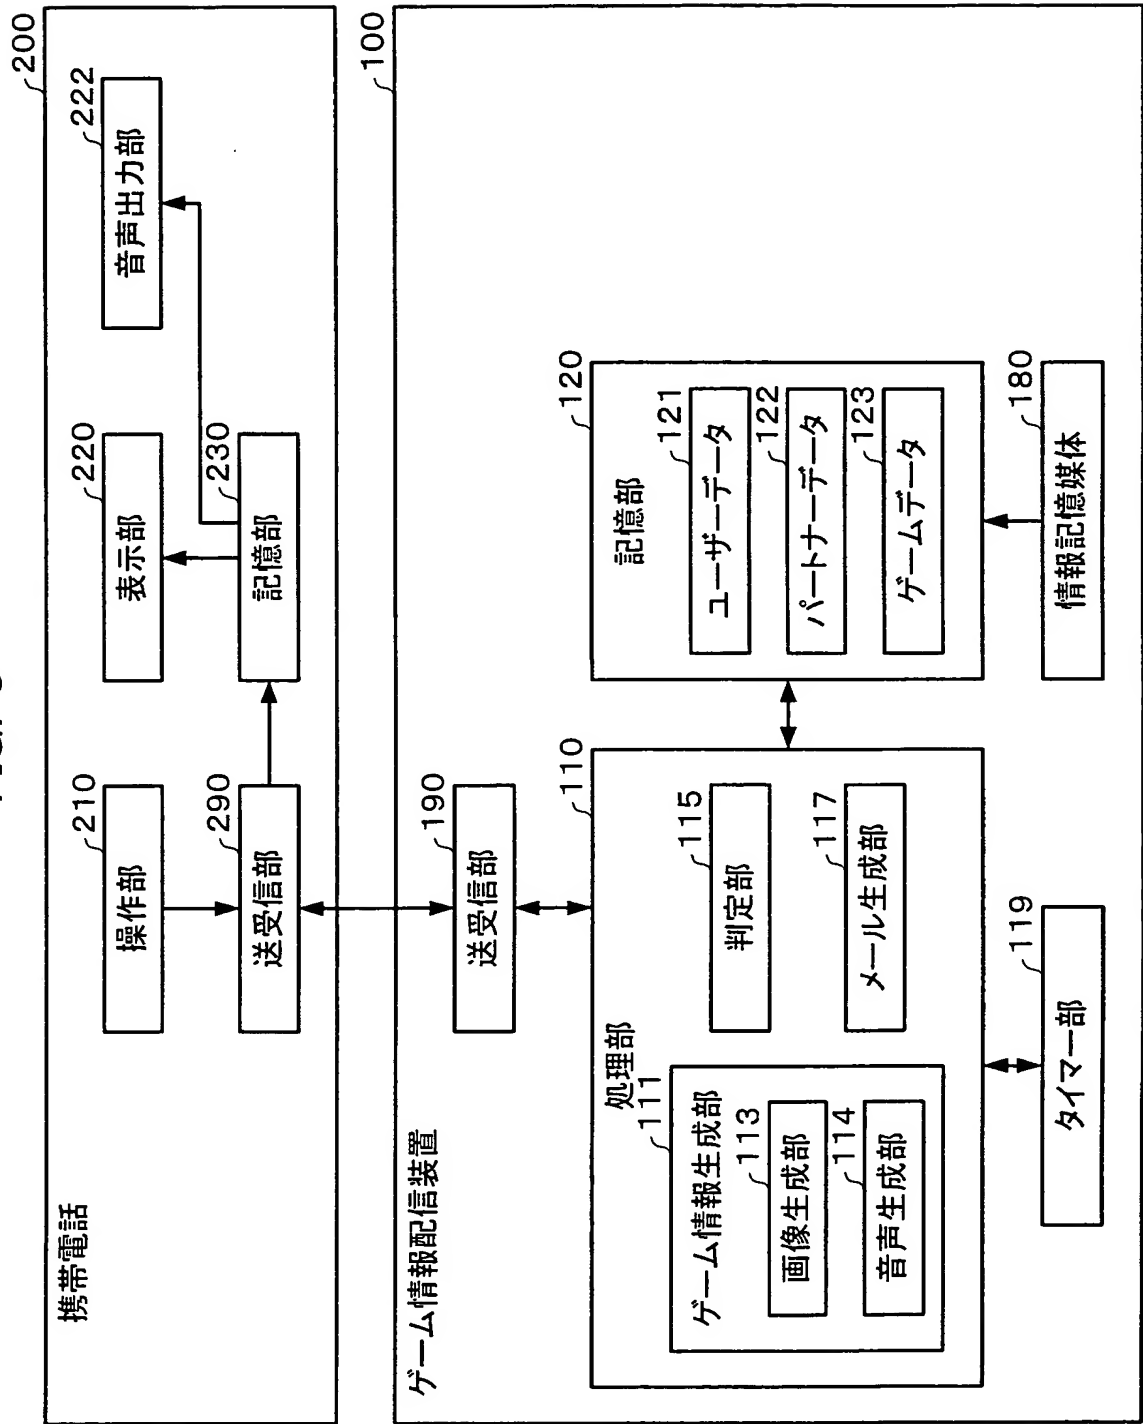 携帯電話
200
操作部
210
送受信部
290
表示部
220
記憶部
230
音声出力部
222
ゲーム情報配信装置
100
送受信部
190
処理部
110
ゲーム情報生成部
111
画像生成部
113
音声生成部
114
判定部
115
メール生成部
117
タイマー部
119
記憶部
120
ユーザーデータ
121
パートナーデータ
122
ゲームデータ
123
情報記憶媒体
180